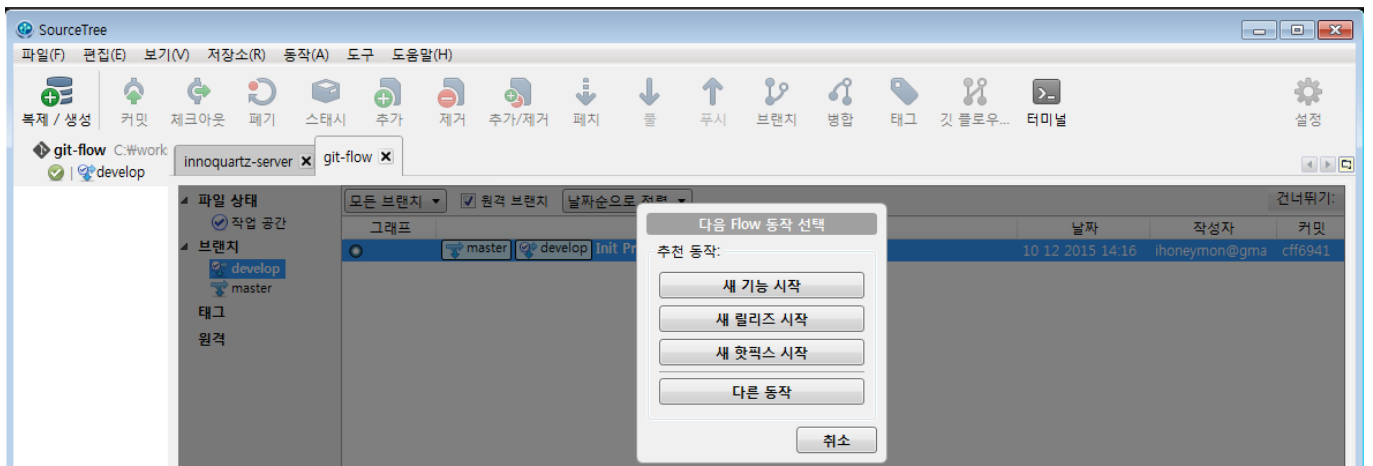 SourceTree
파일(F) 편집(E) 보기(V) 저장소(R) 동작(A) 도구 도움말(H)
복제 / 생성 커밋 체크아웃 폐기 스태시 추가 제거 추가/제거 페치 풀 푸시 브랜치 병합 태그 깃 플로우... 터미널 설정
git-flow C:₩work
develop
innoquartz-server git-flow
파일 상태
작업 공간
브랜치
develop
master
태그
원격
모든 브랜치 원격 브랜치 날짜순으로 정렬 건너뛰기:
그래프 날짜 작성자 커밋
master develop Init Pr 10 12 2015 14:16 ihoneymon@gma cff6941
다음 Flow 동작 선택
추천 동작:
새 기능 시작
새 릴리즈 시작
새 핫픽스 시작
다른 동작
취소